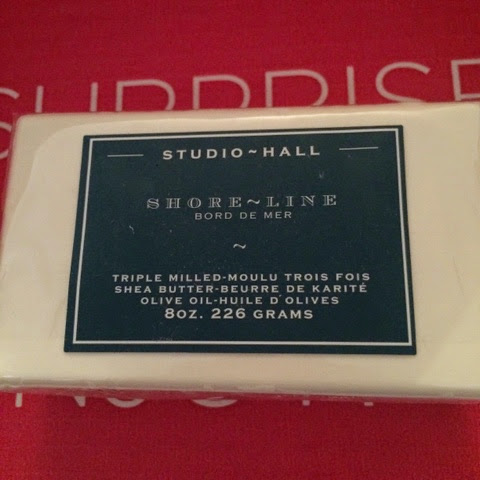 SURPRISE
STUDIO~HALL
SHORE~LINE
BORD DE MER
~
TRIPLE MILLED-MOULU TROIS FOIS
SHEA BUTTER-BEURRE DE KARITÉ
OLIVE OIL-HUILE D'OLIVES
8OZ. 226 GRAMS